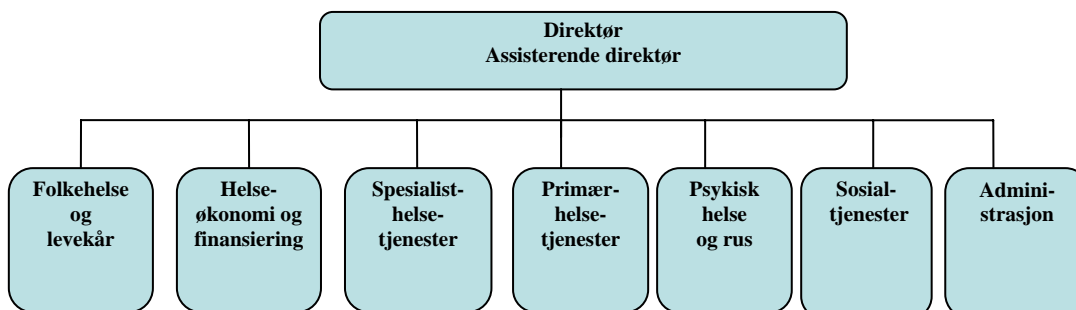 Direktør
Assisterende direktør
Folkehelse
og
levekår
Helse-
økonomi og
finansiering
Spesialist-
helse-
tjenester
Primær-
helse-
tjenester
Psykisk
helse
og rus
Sosial-
tjenester
Admini-
strasjon